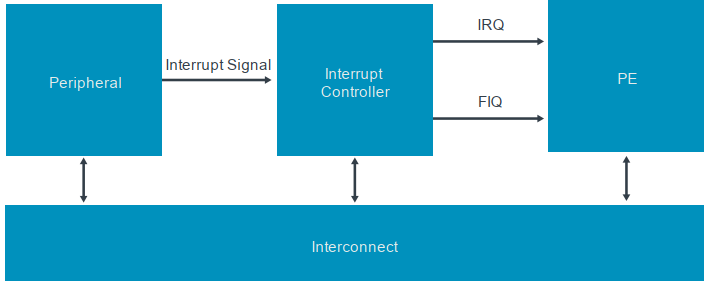 IRQ
Interrupt Signal
Peripheral
Interrupt
Controller
PE
FIQ
Interconnect